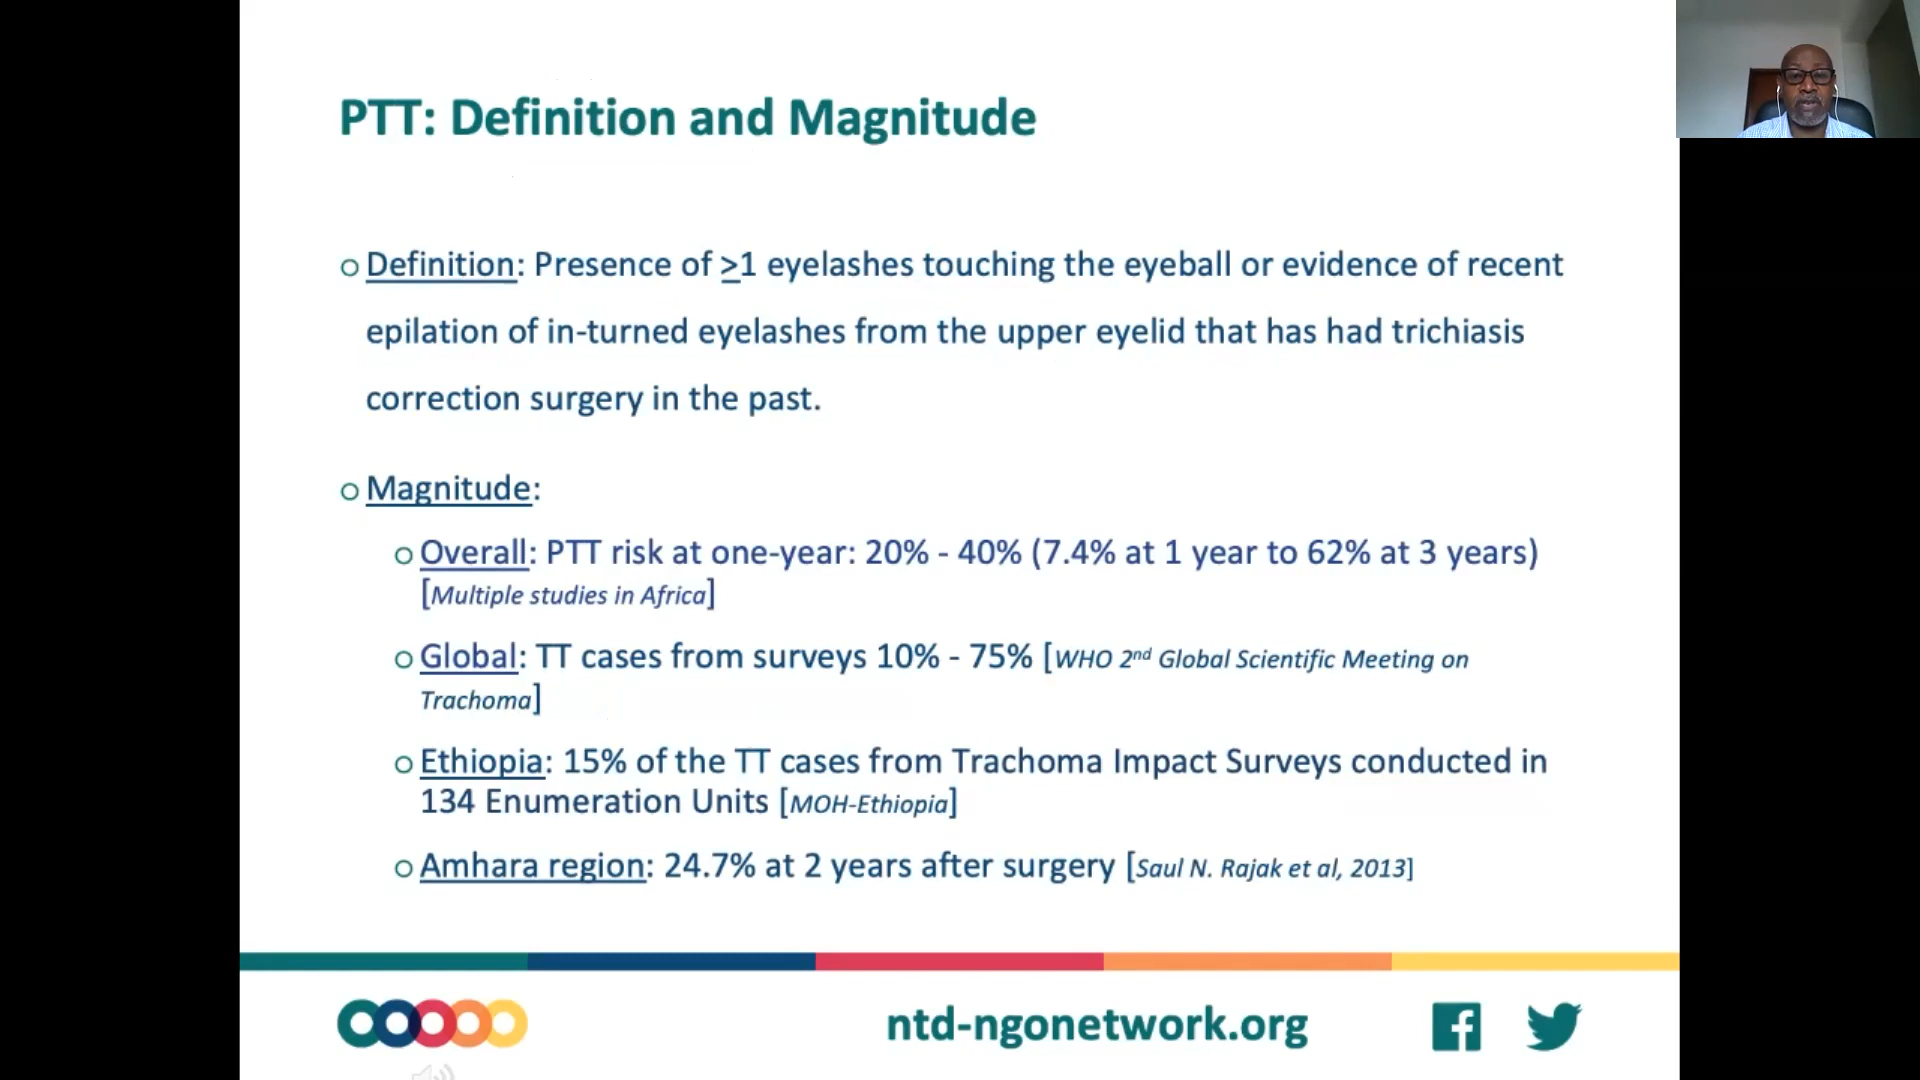 PTT: Definition and Magnitude
Definition: Presence of >1 eyelashes touching the eyeball or evidence of recent
epilation of in-turned eyelashes from the upper eyelid that has had trichiasis
correction surgery in the past.
Magnitude:
Overall: PTT risk at one-year: 20% - 40% (7.4% at 1 year to 62% at 3 years)
[Multiple studies in Africa]
Global: TT cases from surveys 10% - 75% [WHO 2nd Global Scientific Meeting on
Trachoma]
Ethiopia: 15% of the TT cases from Trachoma Impact Surveys conducted in
134 Enumeration Units [MOH-Ethiopia]
Amhara region: 24.7% at 2 years after surgery [Saul N. Rajak et al, 2013]
ntd-ngonetwork.org